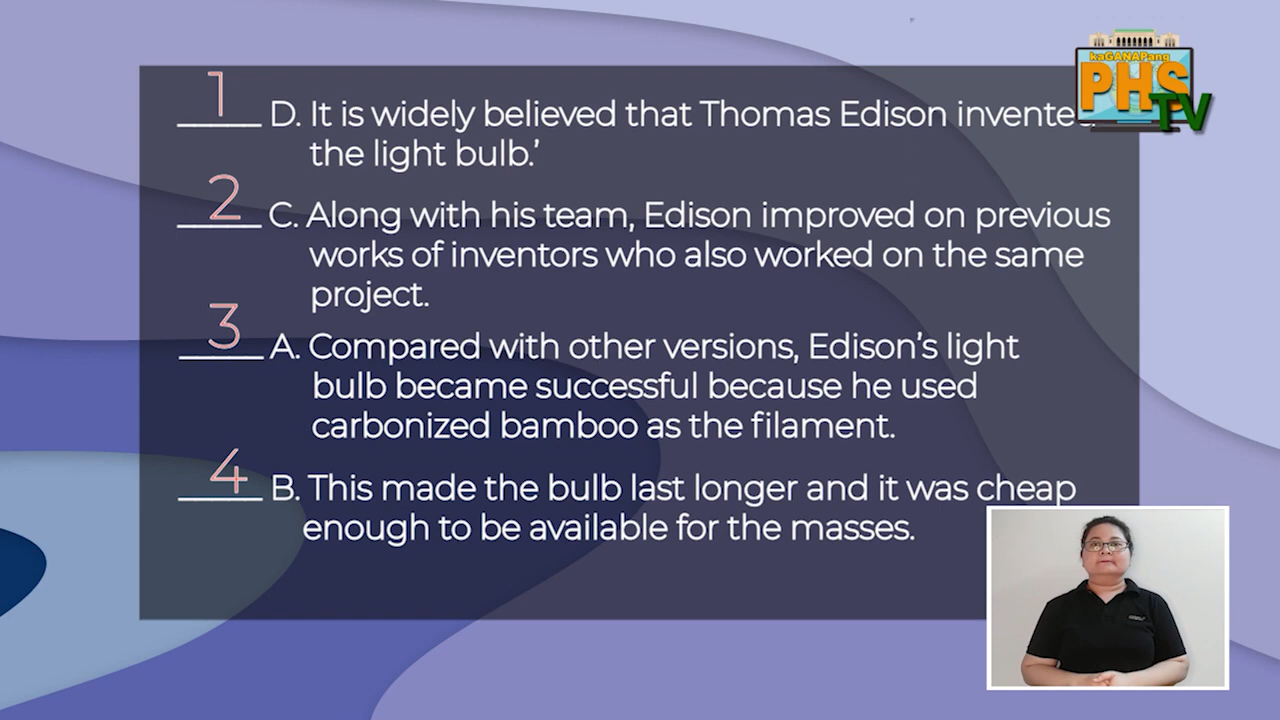 kaGANAPang
PHS
TV
1
D. It is widely believed that Thomas Edison invented
the light bulb.’
2
C. Along with his team, Edison improved on previous
works of inventors who also worked on the same
project.
3
A. Compared with other versions, Edison’s light
bulb became successful because he used
carbonized bamboo as the filament.
4
B. This made the bulb last longer and it was cheap
enough to be available for the masses.